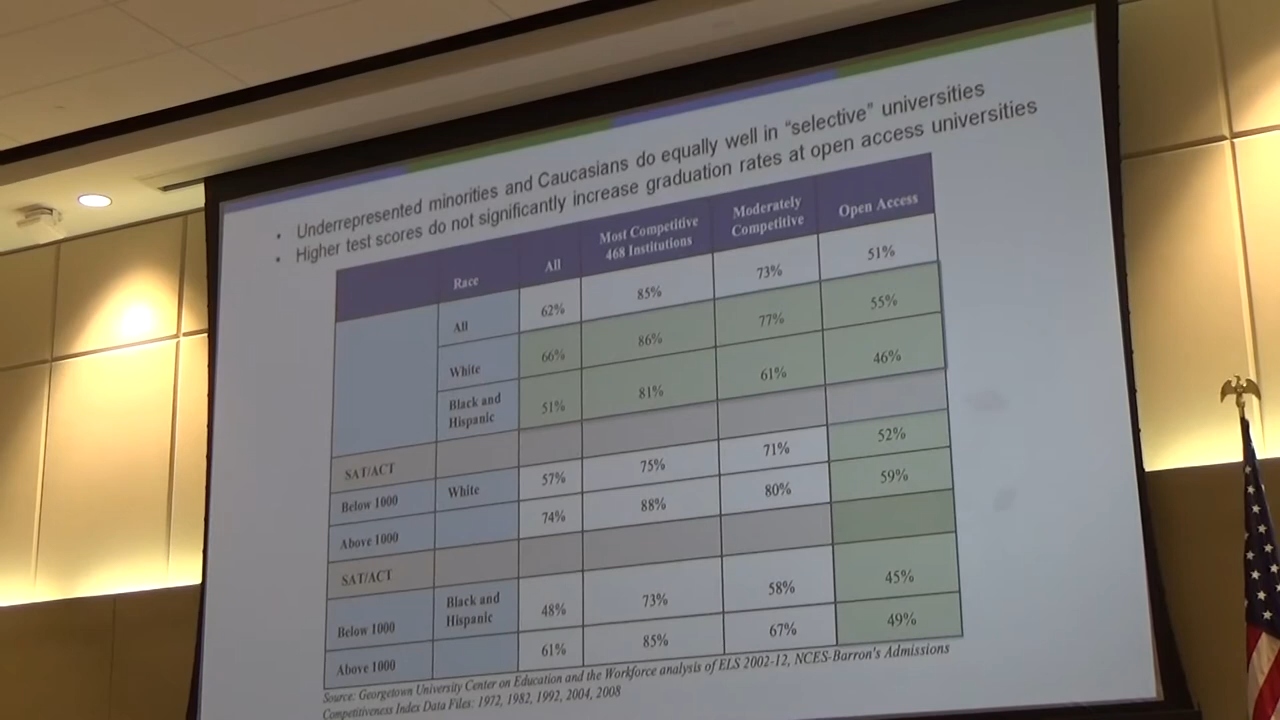 • Underrepresented minorities and Caucasians do equally well in “selective” universities
• Higher test scores do not significantly increase graduation rates at open access universities
Race All Most Competitive 468 Institutions Moderately Competitive Open Access
All 62% 85% 73% 51%
White 66% 86% 77% 55%
Black and Hispanic 51% 81% 61% 46%
SAT/ACT
Below 1000 White 57% 75% 71% 52%
Above 1000 74% 88% 80% 59%
SAT/ACT
Below 1000 Black and Hispanic 48% 73% 58% 45%
Above 1000 61% 85% 67% 49%
Source: Georgetown University Center on Education and the Workforce analysis of ELS 2002-12, NCES-Barron's Admissions
Competitiveness Index Data Files: 1972, 1982, 1992, 2004, 2008